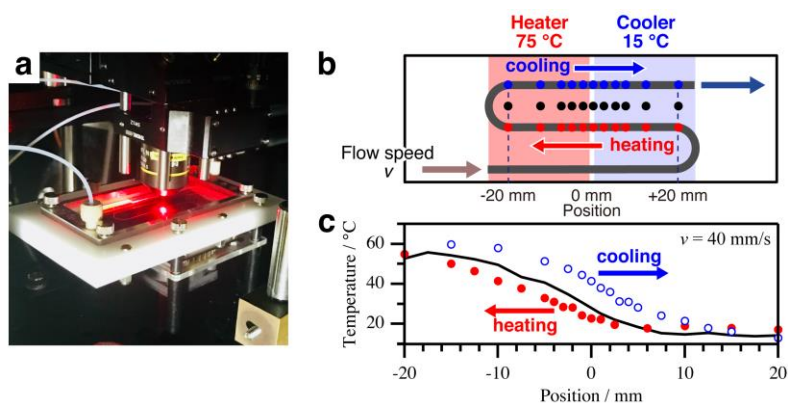 a
b
Heater
75 °C
Cooler
15 °C
cooling
heating
Flow speed
v
-20 mm
0 mm
+20 mm
Position
c
Temperature / °C
60
40
20
v = 40 mm/s
cooling
heating
-20
-10
0
10
20
Position / mm